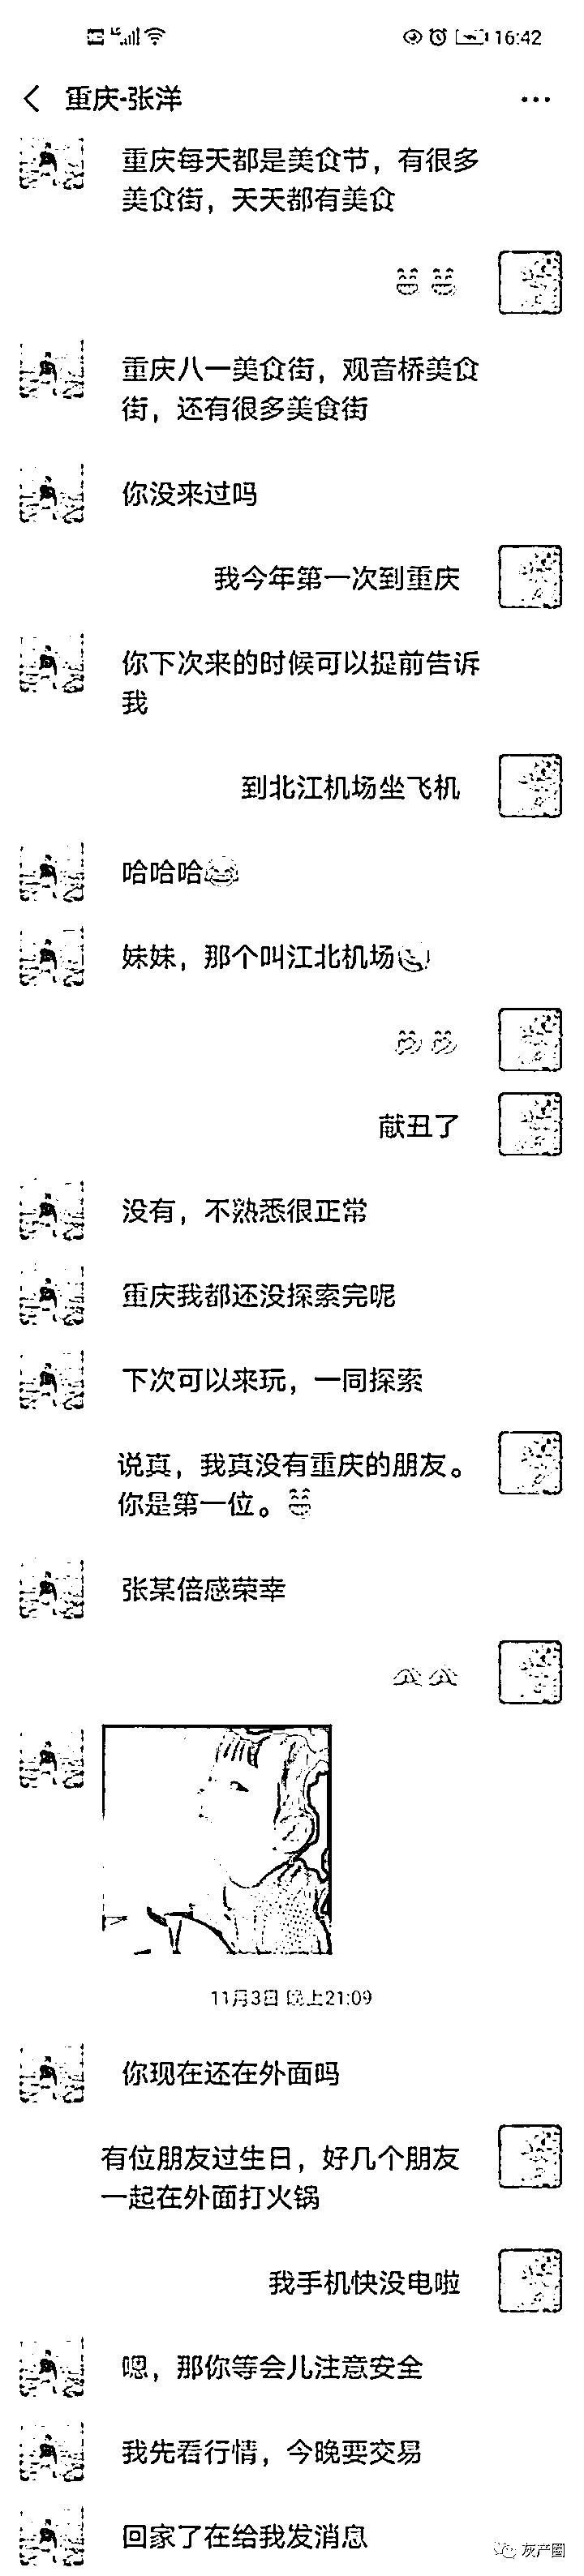 16:42
重庆-张洋
重庆每天都是美食节，有很多
美食街，天天都有美食
重庆八一美食街，观音桥美食
街，还有很多美食街
你没来过吗
我今年第一次到重庆
你下次来的时候可以提前告诉
我
到北江机场坐飞机
哈哈哈
妹妹，那个叫江北机场
献丑了
没有，不熟悉很正常
重庆我都还没探索完呢
下次可以来玩，一同探索
说真，我真没有重庆的朋友。
你是第一位。
张某倍感荣幸
11月3日 晚上21:09
你现在还在外面吗
有位朋友过生日，好几个朋友
一起在外面打火锅
我手机快没电啦
嗯，那你等会儿注意安全
我先看行情，今晚要交易
回家了在给我发消息
灰产圈